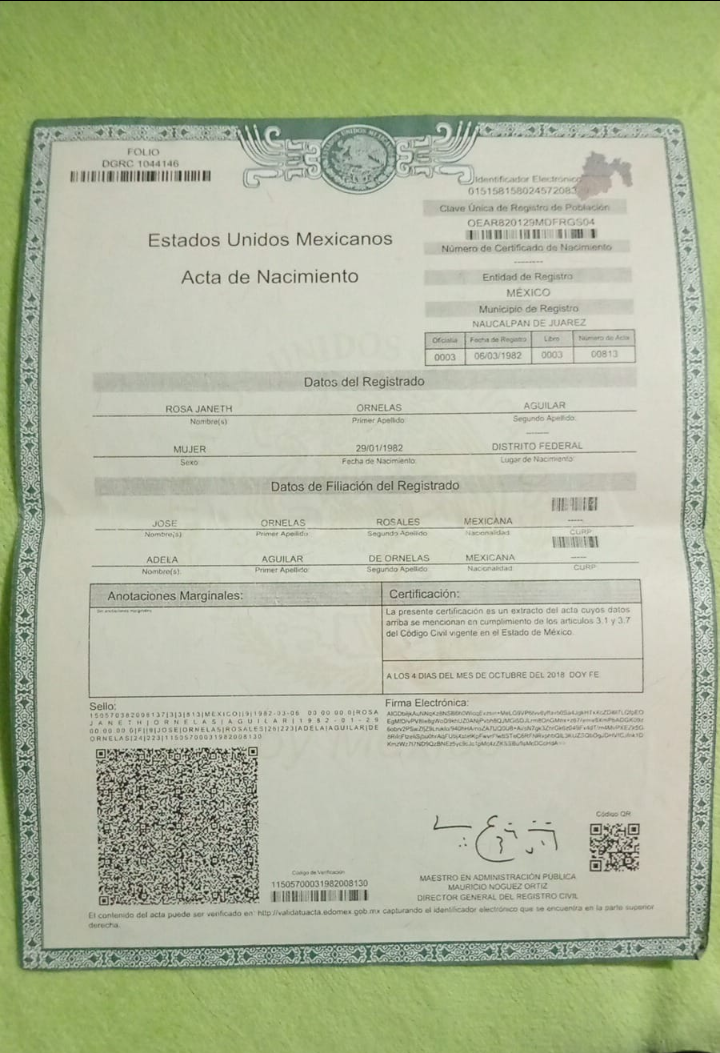 FOLIO
DGRC 1044146
Identificador Electrónico
Clave Única de Registro de Población
OEAR820129MDFRGS04
Número de Certificado de Nacimiento
----------
Estados Unidos Mexicanos
Acta de Nacimiento
Entidad de Registro
MÉXICO
Municipio de Registro
NAUCALPAN DE JUAREZ
Oficialía Fecha de Registro Libro Número de Acta
0003 06/03/1982 0003 00813
Datos del Registrado
ROSA JANETH ORNELAS AGUILAR
Nombre(s) Primer Apellido Segundo Apellido
MUJER 29/01/1982 DISTRITO FEDERAL
Sexo Fecha de Nacimiento Lugar de Nacimiento
Datos de Filiación del Registrado
JOSE ORNELAS ROSALES MEXICANA -----
Nombre(s) Primer Apellido Segundo Apellido Nacionalidad CURP
ADELA AGUILAR DE ORNELAS MEXICANA -----
Nombre(s) Primer Apellido Segundo Apellido Nacionalidad CURP
Anotaciones Marginales:
Sin anotaciones marginales
Certificación:
La presente certificación es un extracto del acta cuyos datos
arriba se mencionan en cumplimiento de los articulos 3.1 y 3.7
del Código Civil vigente en el Estado de México
A LOS 4 DIAS DEL MES DE OCTUBRE DEL 2018 DOY FE
Sello:
Firma Electrónica:
Código QR
Código de Verificación
11505700031982008130
MAESTRO EN ADMINISTRACIÓN PÚBLICA
MAURICIO NOGUEZ ORTIZ
DIRECTOR GENERAL DEL REGISTRO CIVIL
El contenido del acta puede ser verificado en: http://validatuacta.edomex.gob.mx capturando el identificador electrónico que se encuentra en la parte superior
derecha.